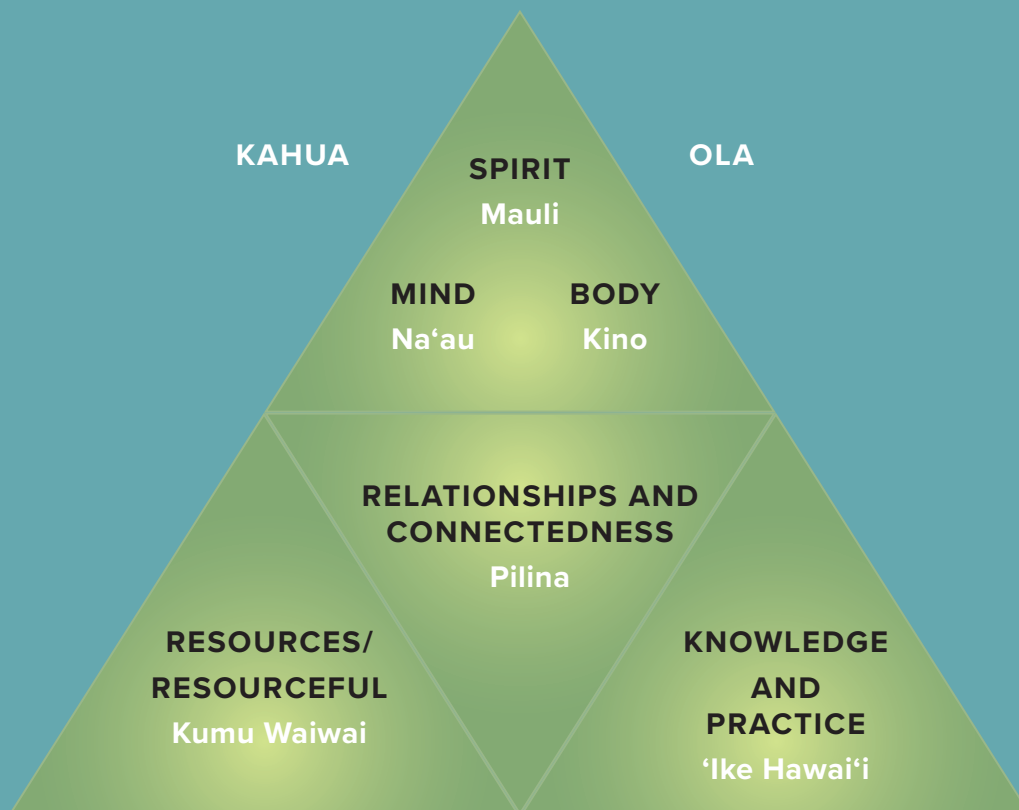 KAHUA
OLA
SPIRIT
Mauli
MIND
Na‘au
BODY
Kino
RELATIONSHIPS AND
CONNECTEDNESS
Pilina
RESOURCES/
RESOURCEFUL
Kumu Waiwai
KNOWLEDGE
AND
PRACTICE
‘Ike Hawai‘i